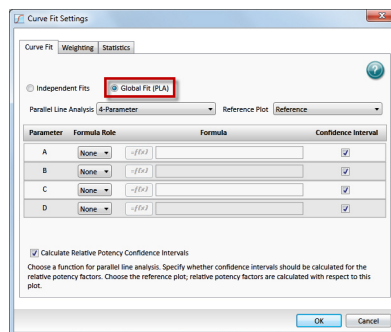 Curve Fit Settings
Curve Fit Weighting Statistics
Independent Fits Global Fit (PLA)
Parallel Line Analysis 4-Parameter Reference Plot Reference
Parameter Formula Role Formula Confidence Interval
A None =f(x)
B None =f(x)
C None =f(x)
D None =f(x)
Calculate Relative Potency Confidence Intervals
Choose a function for parallel line analysis. Specify whether confidence intervals should be calculated for the
relative potency factors. Choose the reference plot; relative potency factors are calculated with respect to this
plot.
OK Cancel